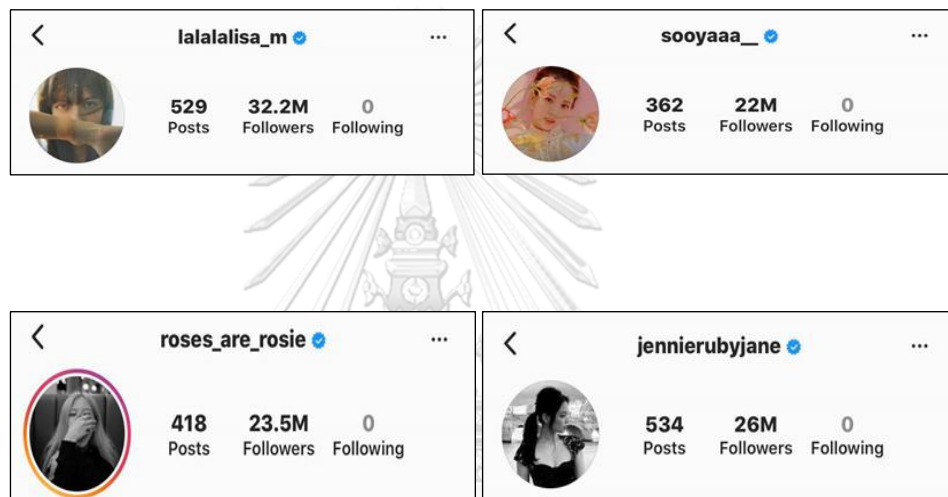 lalalalisa_m
529 32.2M 0
Posts Followers Following
sooyaaa__
362 22M 0
Posts Followers Following
roses_are_rosie
418 23.5M 0
Posts Followers Following
jennierubyjane
534 26M 0
Posts Followers Following